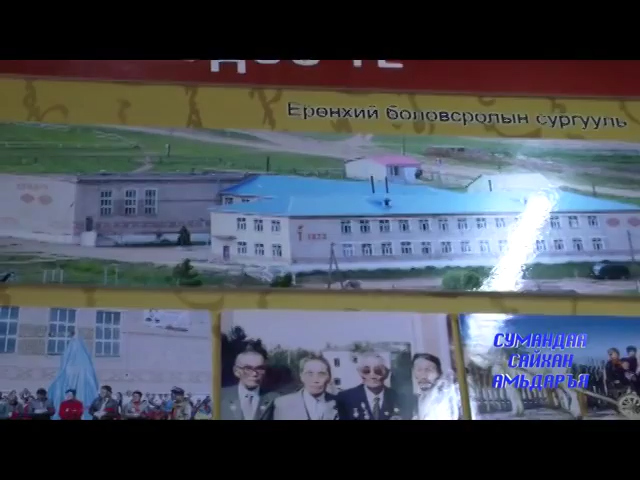 Ерөнхий боловсролын сургууль
СУМАНДАА
САЙХАН
АМЬДАРЪЯ